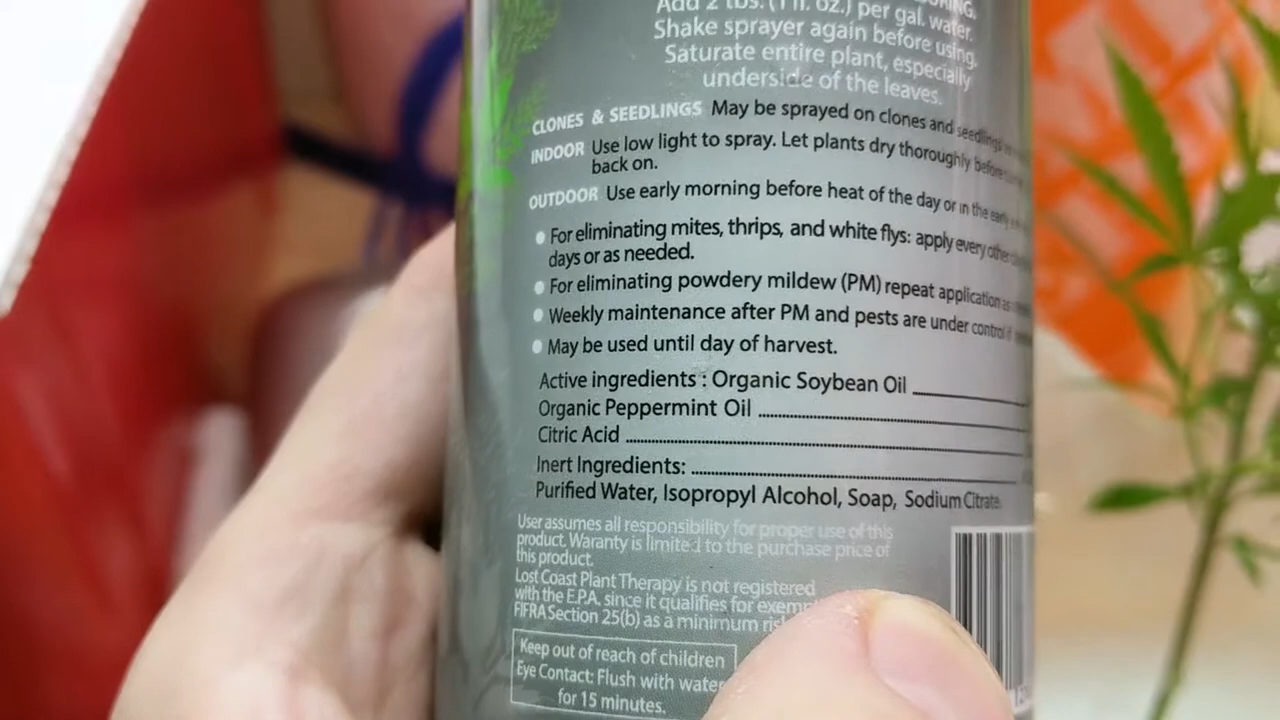 Add 2 tbs. (1 fl. oz.) per gal. water.
Shake sprayer again before using.
Saturate entire plant, especially
underside of the leaves.
CLONES & SEEDLINGS May be sprayed on clones and seedlings
INDOOR Use low light to spray. Let plants dry thoroughly before
back on.
OUTDOOR Use early morning before heat of the day or in the early
For eliminating mites, thrips, and white flys: apply every other
days or as needed.
For eliminating powdery mildew (PM) repeat application as
Weekly maintenance after PM and pests are under control if
May be used until day of harvest.
Active ingredients : Organic Soybean Oil
Organic Peppermint Oil
Citric Acid
Inert Ingredients:
Purified Water, Isopropyl Alcohol, Soap, Sodium Citrate
User assumes all responsibility for proper use of this
product. Waranty is limited to the purchase price of
this product.
Lost Coast Plant Therapy is not registered
with the E.P.A. since it qualifies for exemp
FIFRA Section 25(b) as a minimum ris
Keep out of reach of children
Eye Contact: Flush with water
for 15 minutes.